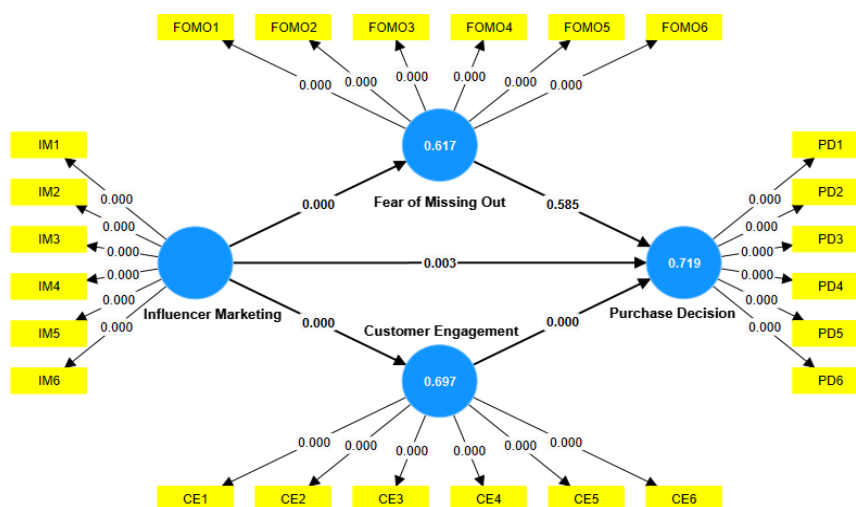 FOMO1 FOMO2 FOMO3 FOMO4 FOMO5 FOMO6
0.000 0.000 0.000 0.000 0.000 0.000
IM1
IM2
IM3
IM4
IM5
IM6
0.000
0.000
0.000
0.000
0.000
0.000
Influencer Marketing
0.617
Fear of Missing Out
0.000
0.585
0.003
0.000
0.000
Customer Engagement
0.697
0.719
Purchase Decision
0.000
0.000
0.000
0.000
0.000
0.000
PD1
PD2
PD3
PD4
PD5
PD6
0.000 0.000 0.000 0.000 0.000 0.000
CE1 CE2 CE3 CE4 CE5 CE6